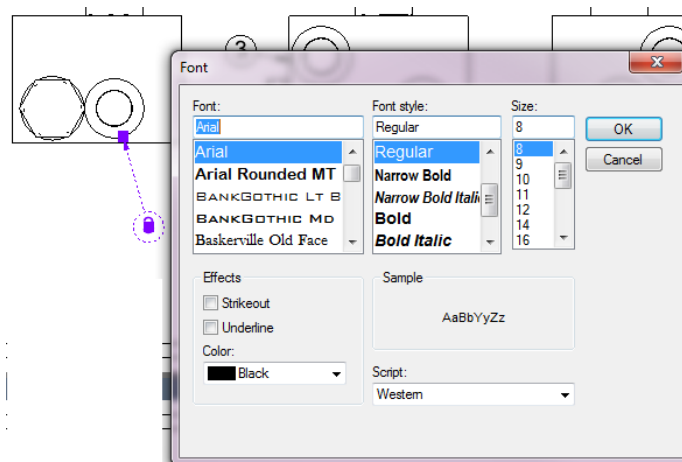 3
Font
Font:
Font style:
Size:
Arial
Regular
8
OK
Cancel
Arial
Arial Rounded MT
BANKGOTHIC LT B
BANKGOTHIC MD
Baskerville Old Face
Regular
Narrow Bold
Narrow Bold Itali
Bold
Bold Italic
8
9
10
11
12
14
16
Effects
Strikeout
Underline
Color:
Black
Sample
AaBbYyZz
Script:
Western